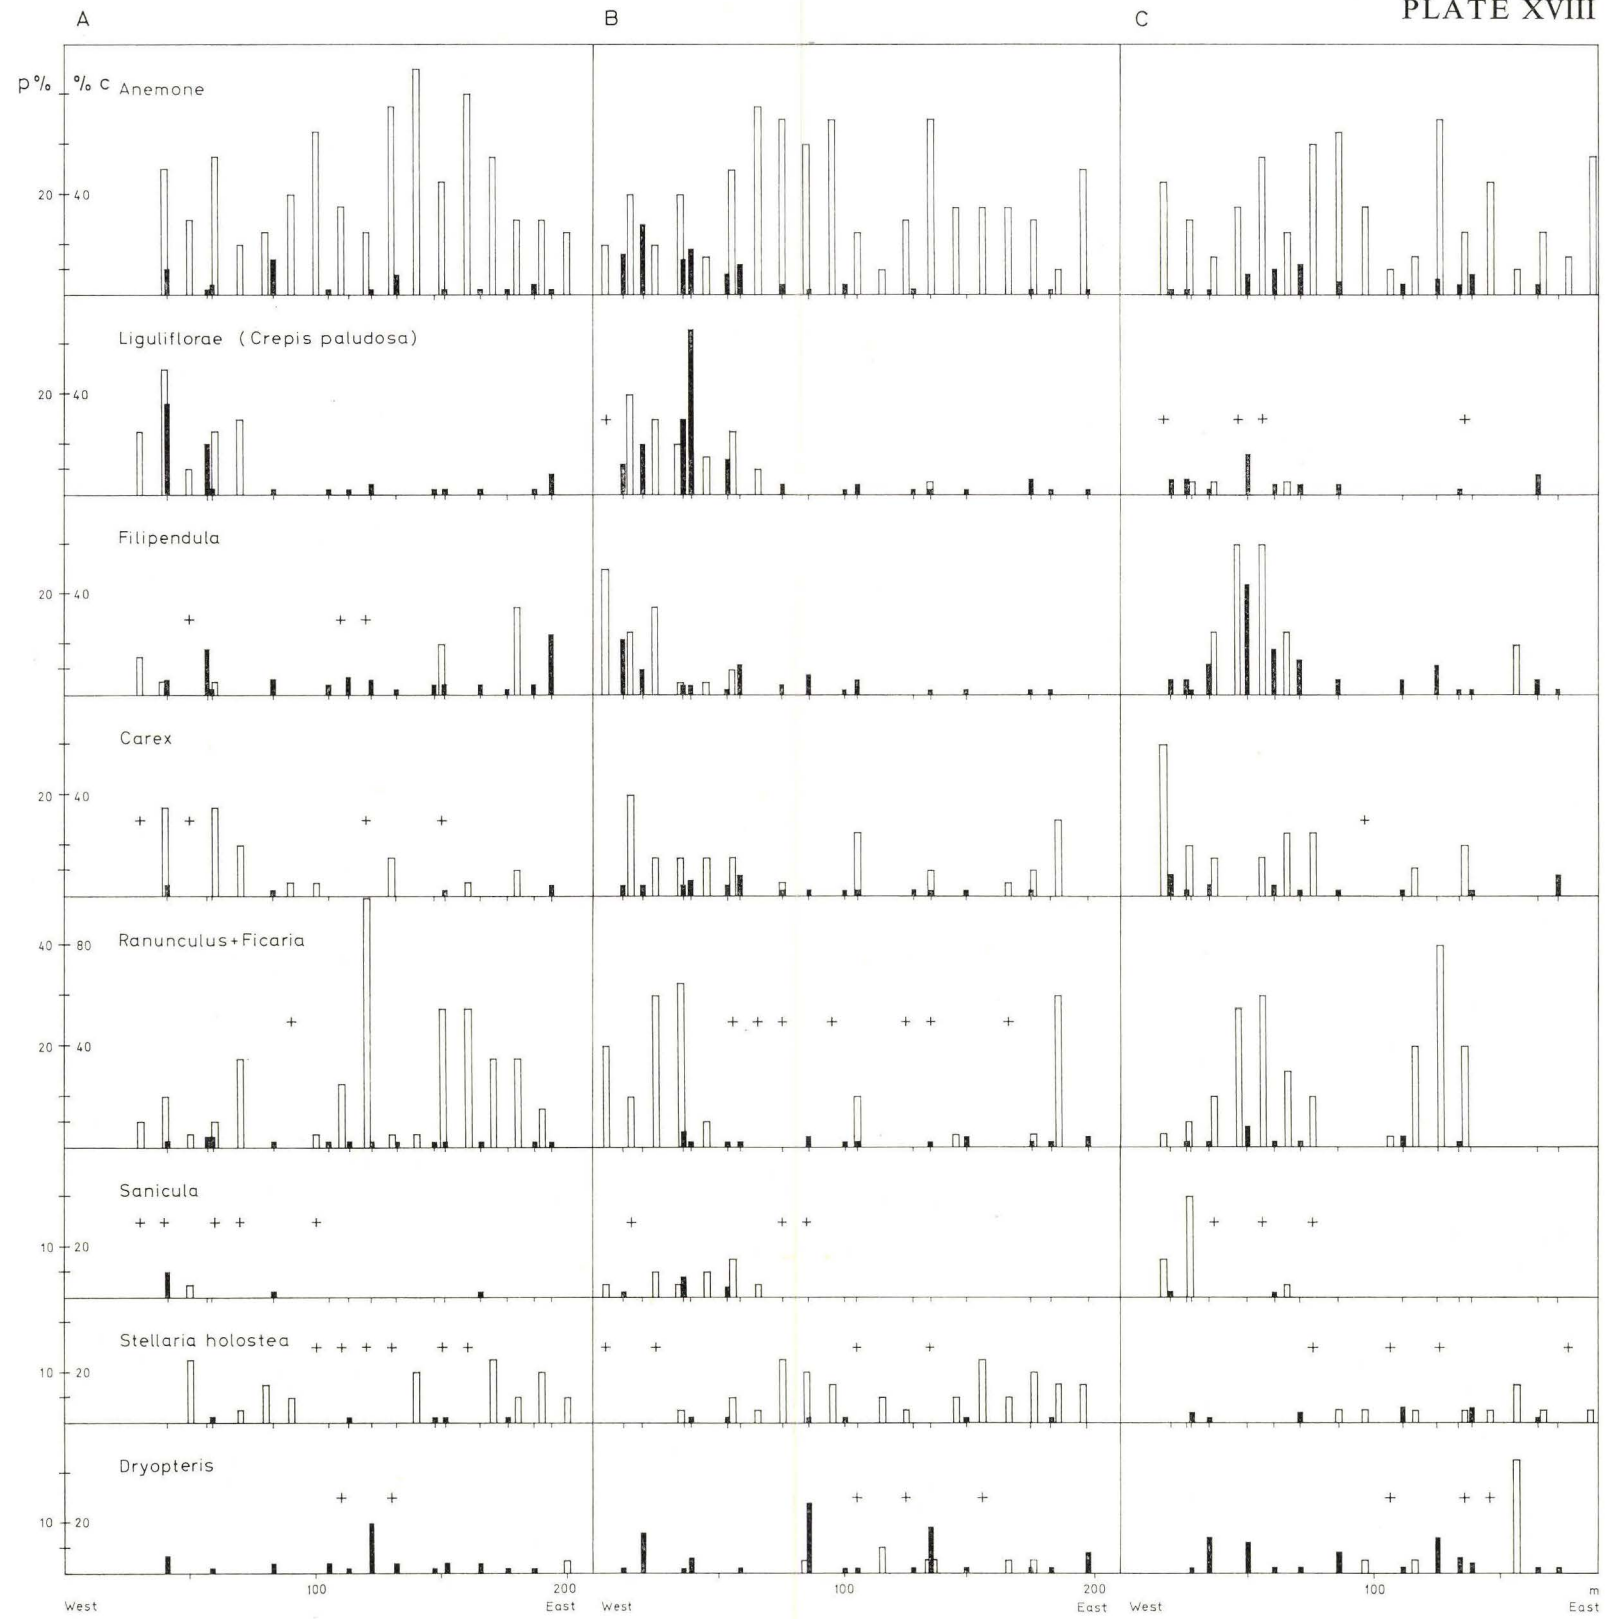 PLATE XVIII
A B C
p% % c Anemone
20 40
Liguliflorae (Crepis paludosa)
20 40
Filipendula
20 40
Carex
20 40
Ranunculus+Ficaria
40 80
20 40
Sanicula
10 20
Stellaria holostea
10 20
Dryopteris
10 20
100 200 100 200 100 m
West East West East West East